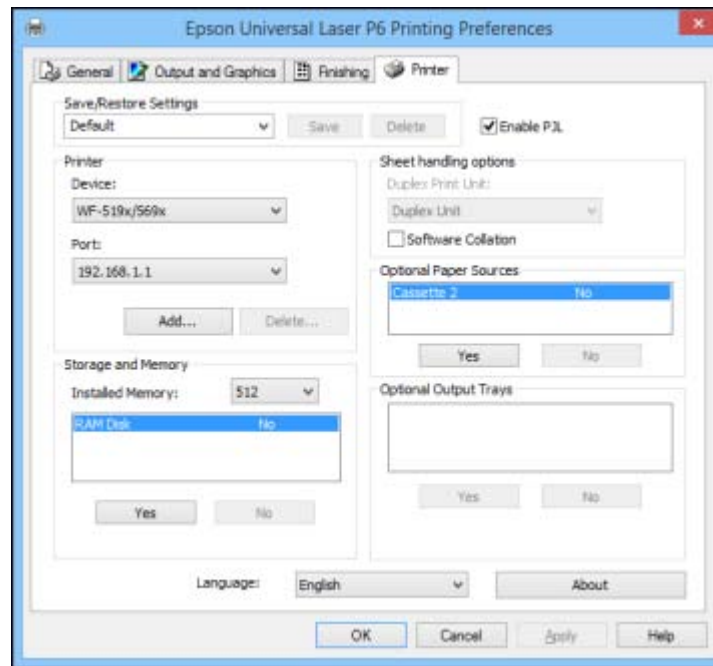 Epson Universal Laser P6 Printing Preferences
General Output and Graphics Finishing Printer
Save/Restore Settings
Default Save Delete Enable PJL
Printer
Device:
WF-519x/569x
Port:
192.168.1.1
Add... Delete...
Storage and Memory
Installed Memory: 512
RAM Disk No
Yes No
Sheet handling options
Duplex Print Unit:
Duplex Unit
Software Collation
Optional Paper Sources
Cassette 2 No
Yes No
Optional Output Trays
Yes No
Language: English About
OK Cancel Apply Help